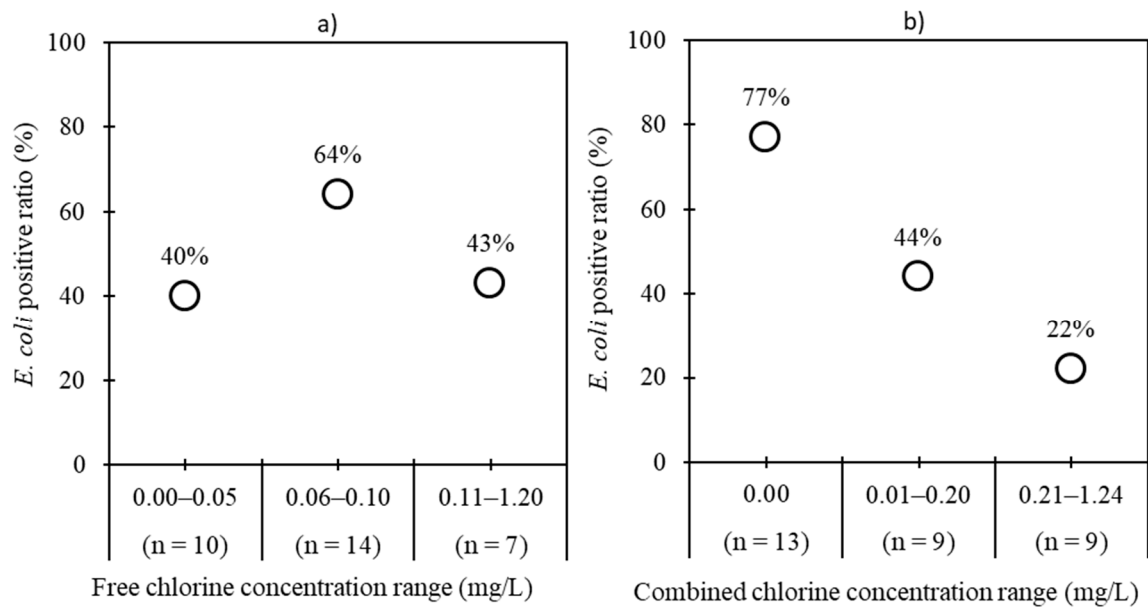 a)
100
80
60
40
20
0
E. coli positive ratio (%)
40%
64%
43%
0.00–0.05 0.06–0.10 0.11–1.20
(n = 10) (n = 14) (n = 7)
Free chlorine concentration range (mg/L)
b)
100
80
60
40
20
0
E. coli positive ratio (%)
77%
44%
22%
0.00 0.01–0.20 0.21–1.24
(n = 13) (n = 9) (n = 9)
Combined chlorine concentration range (mg/L)